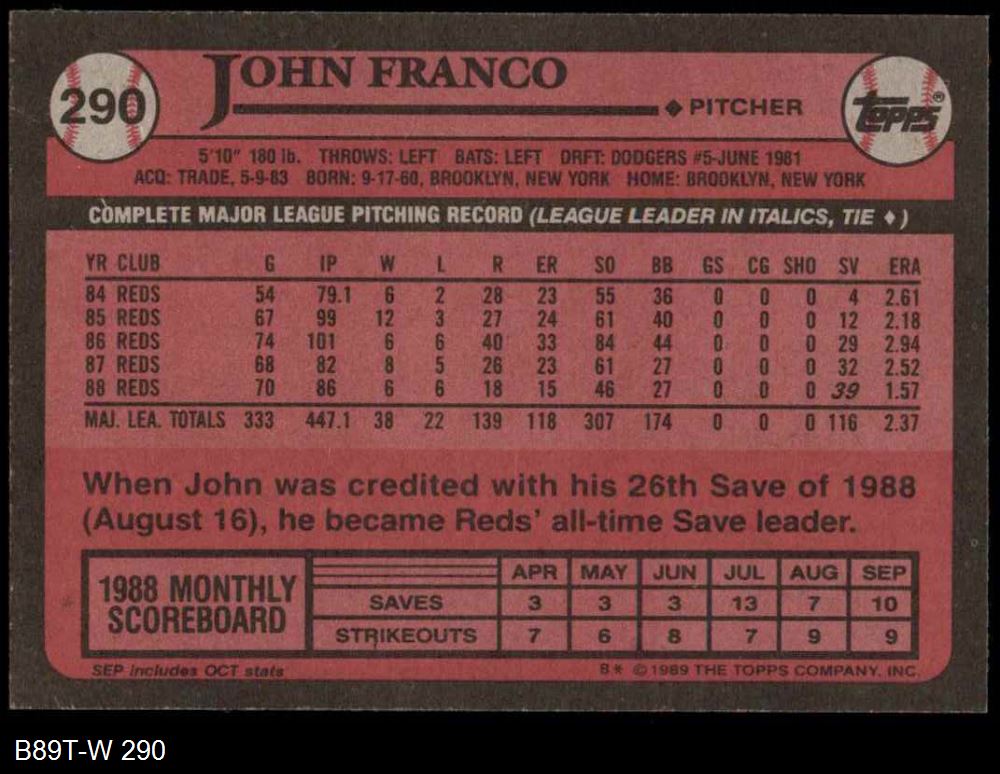 290
JOHN FRANCO
◆ PITCHER
TOPPS®
5'10" 180 lb. THROWS: LEFT BATS: LEFT DRFT: DODGERS #5-JUNE 1981
ACQ: TRADE, 5-9-83 BORN: 9-17-60, BROOKLYN, NEW YORK HOME: BROOKLYN, NEW YORK
COMPLETE MAJOR LEAGUE PITCHING RECORD (LEAGUE LEADER IN ITALICS, TIE ♦)
YR CLUB G IP W L R ER SO BB GS CG SHO SV ERA
84 REDS 54 79.1 6 2 28 23 55 36 0 0 0 4 2.61
85 REDS 67 99 12 3 27 24 61 40 0 0 0 12 2.18
86 REDS 74 101 6 6 40 33 84 44 0 0 0 29 2.94
87 REDS 68 82 8 5 26 23 61 27 0 0 0 32 2.52
88 REDS 70 86 6 6 18 15 46 27 0 0 0 39 1.57
MAJ. LEA. TOTALS 333 447.1 38 22 139 118 307 174 0 0 0 116 2.37
When John was credited with his 26th Save of 1988
(August 16), he became Reds' all-time Save leader.
1988 MONTHLY
SCOREBOARD
APR MAY JUN JUL AUG SEP
SAVES 3 3 3 13 7 10
STRIKEOUTS 7 6 8 7 9 9
SEP includes OCT stats
B* © 1989 THE TOPPS COMPANY, INC.
B89T-W 290